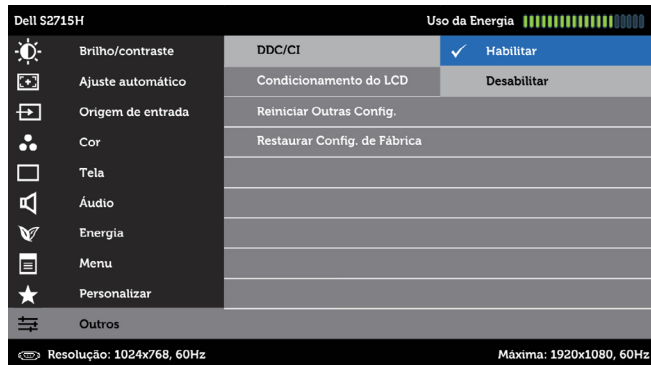 Dell S2715H
Uso da Energia
Brilho/contraste
DDC/CI
Habilitar
Ajuste automático
Condicionamento do LCD
Desabilitar
Origem de entrada
Reiniciar Outras Config.
Cor
Restaurar Config. de Fábrica
Tela
Áudio
Energia
Menu
Personalizar
Outros
Resolução: 1024x768, 60Hz
Máxima: 1920x1080, 60Hz